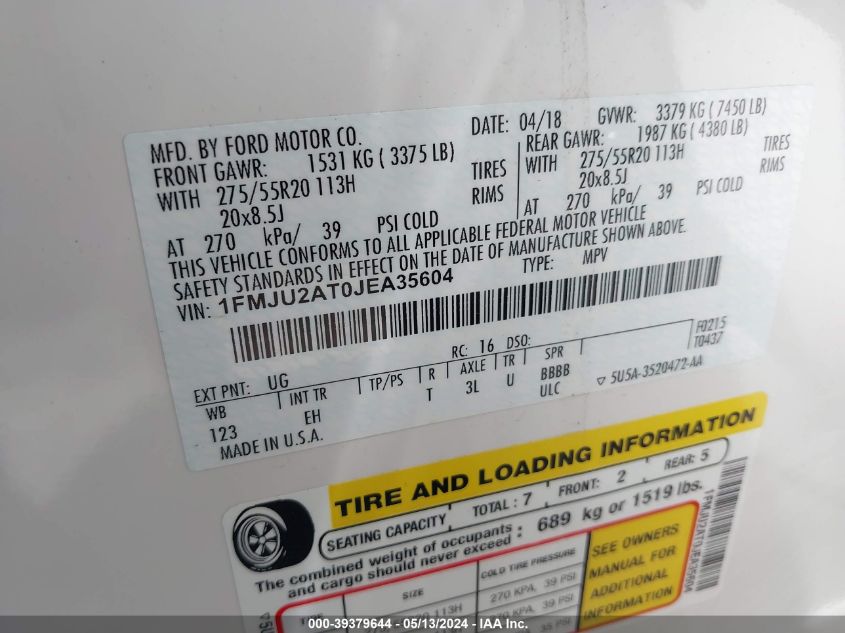 MFD. BY FORD MOTOR CO.
DATE: 04/18 GVWR: 3379 KG ( 7450 LB)
FRONT GAWR: 1531 KG ( 3375 LB)
REAR GAWR: 1987 KG ( 4380 LB)
WITH 275/55R20 113H TIRES
WITH 275/55R20 113H TIRES
20x8.5J RIMS
20x8.5J RIMS
AT 270 kPa/ 39 PSI COLD
AT 270 kPa/ 39 PSI COLD
THIS VEHICLE CONFORMS TO ALL APPLICABLE FEDERAL MOTOR VEHICLE
SAFETY STANDARDS IN EFFECT ON THE DATE OF MANUFACTURE SHOWN ABOVE.
VIN: 1FMJU2AT0JEA35604 TYPE: MPV
F0215
T0437
EXT PNT: UG RC: 16 DSO:
WB INT TR TP/PS R AXLE TR SPR
123 EH T 3L U BBBB
ULC
MADE IN U.S.A. 5U5A-3520472-AA
TIRE AND LOADING INFORMATION
SEATING CAPACITY TOTAL : 7 FRONT: 2 REAR: 5
The combined weight of occupants
and cargo should never exceed : 689 kg or 1519 lbs.
SIZE COLD TIRE PRESSURE
270 KPA, 39 PSI
SEE OWNERS
MANUAL FOR
ADDITIONAL
INFORMATION
1FMJU2AT0JEA35604
000-39379644 - 05/13/2024 - IAA Inc.